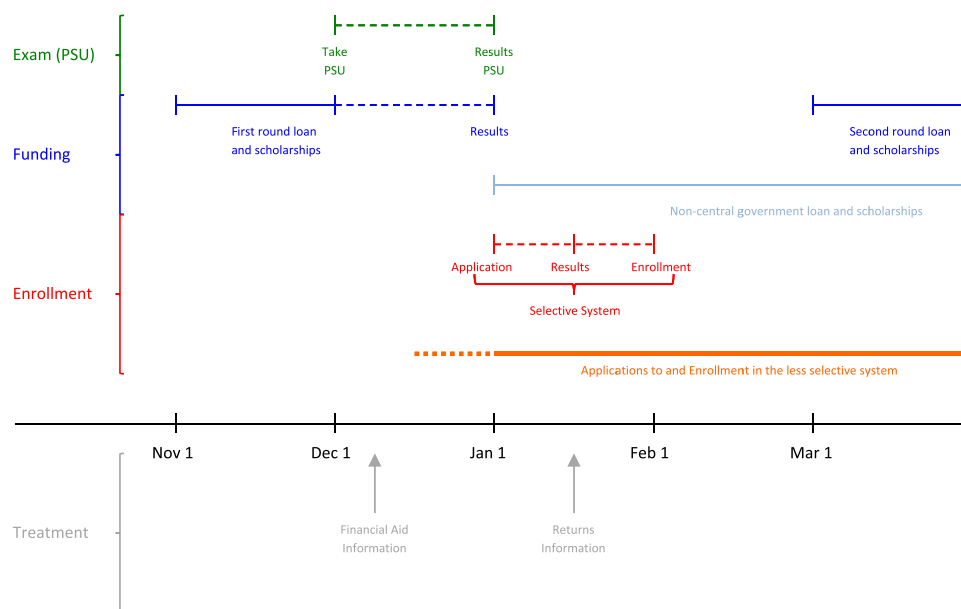 Exam (PSU)
Take
PSU
Results
PSU
Funding
First round loan
and scholarships
Results
Second round loan
and scholarships
Non-central government loan and scholarships
Enrollment
Application
Results
Enrollment
Selective System
Applications to and Enrollment in the less selective system
Nov 1
Dec 1
Jan 1
Feb 1
Mar 1
Treatment
Financial Aid
Information
Returns
Information